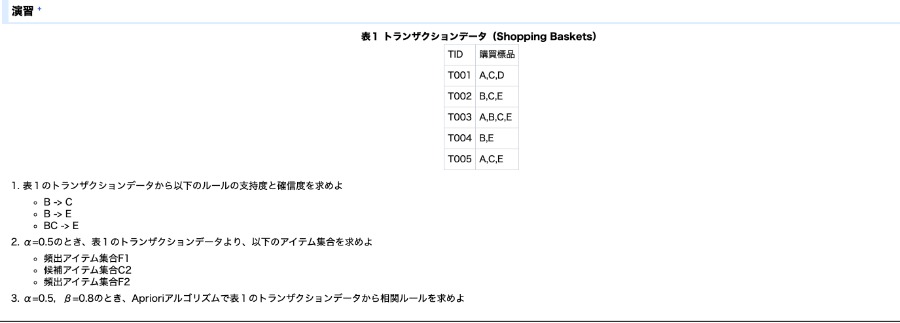 演習 +
表1 トランザクションデータ（Shopping Baskets）
TID 購買標品
T001 A,C,D
T002 B,C,E
T003 A,B,C,E
T004 B,E
T005 A,C,E
1. 表１のトランザクションデータから以下のルールの支持度と確信度を求めよ
◦ B -> C
◦ B -> E
◦ BC -> E
2. α=0.5のとき、表１のトランザクションデータより、以下のアイテム集合を求めよ
◦ 頻出アイテム集合F1
◦ 候補アイテム集合C2
◦ 頻出アイテム集合F2
3. α=0.5, β=0.8のとき、Aprioriアルゴリズムで表１のトランザクションデータから相関ルールを求めよ